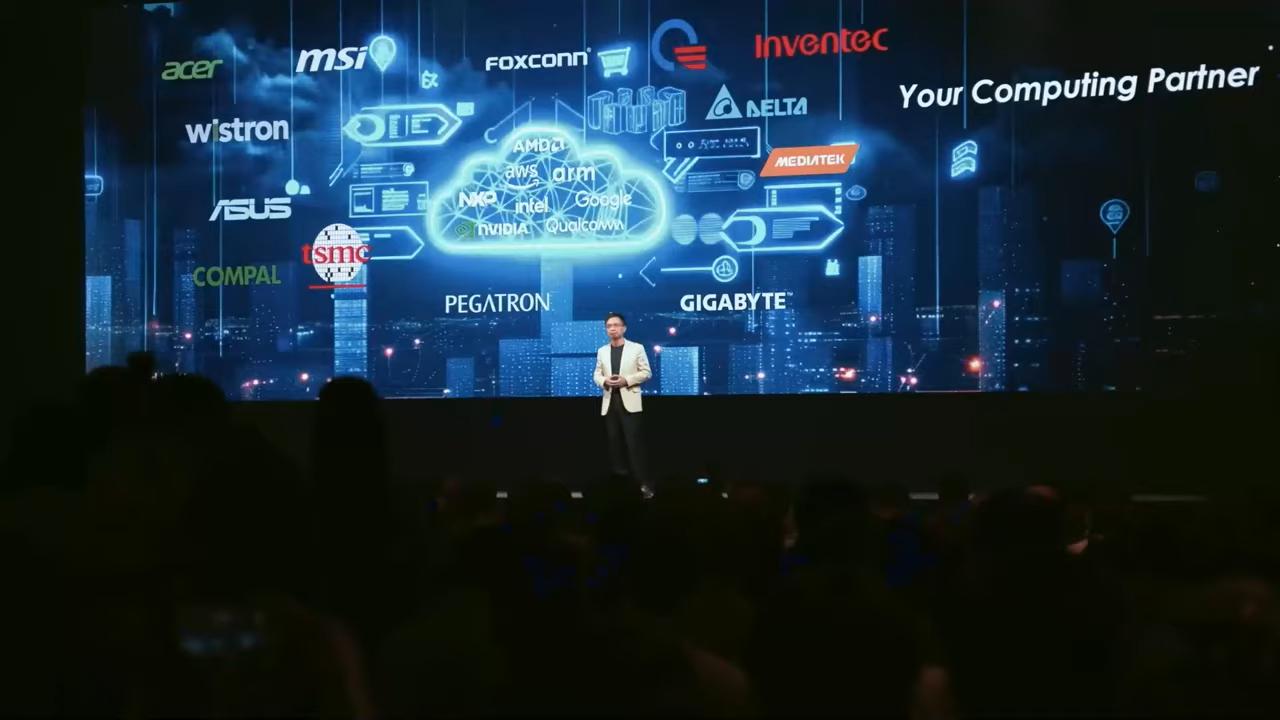 acer
msi
FOXCONN
Inventec
Your Computing Partner
wistron
DELTA
AMD
MEDIATEK
aws
arm
NXP
intel
Google
ASUS
NVIDIA
Qualcomm
tsmc
COMPAL
PEGATRON
GIGABYTE